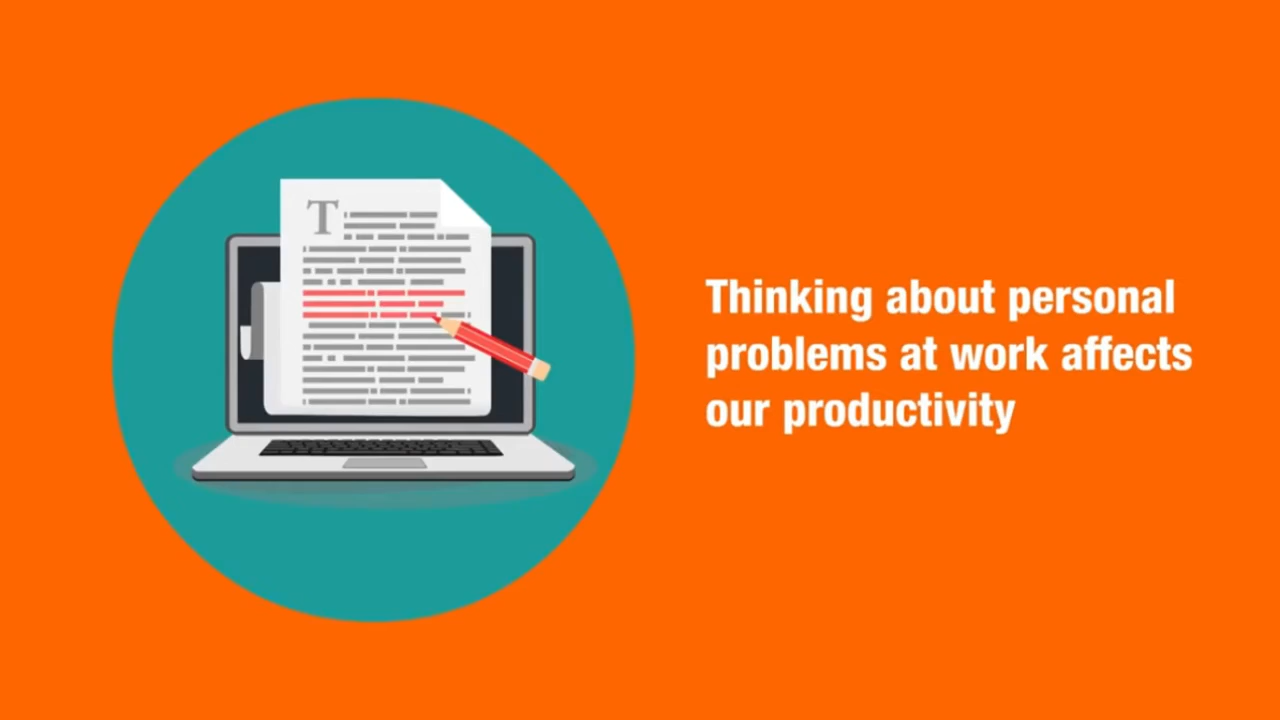 T
Thinking about personal
problems at work affects
our productivity